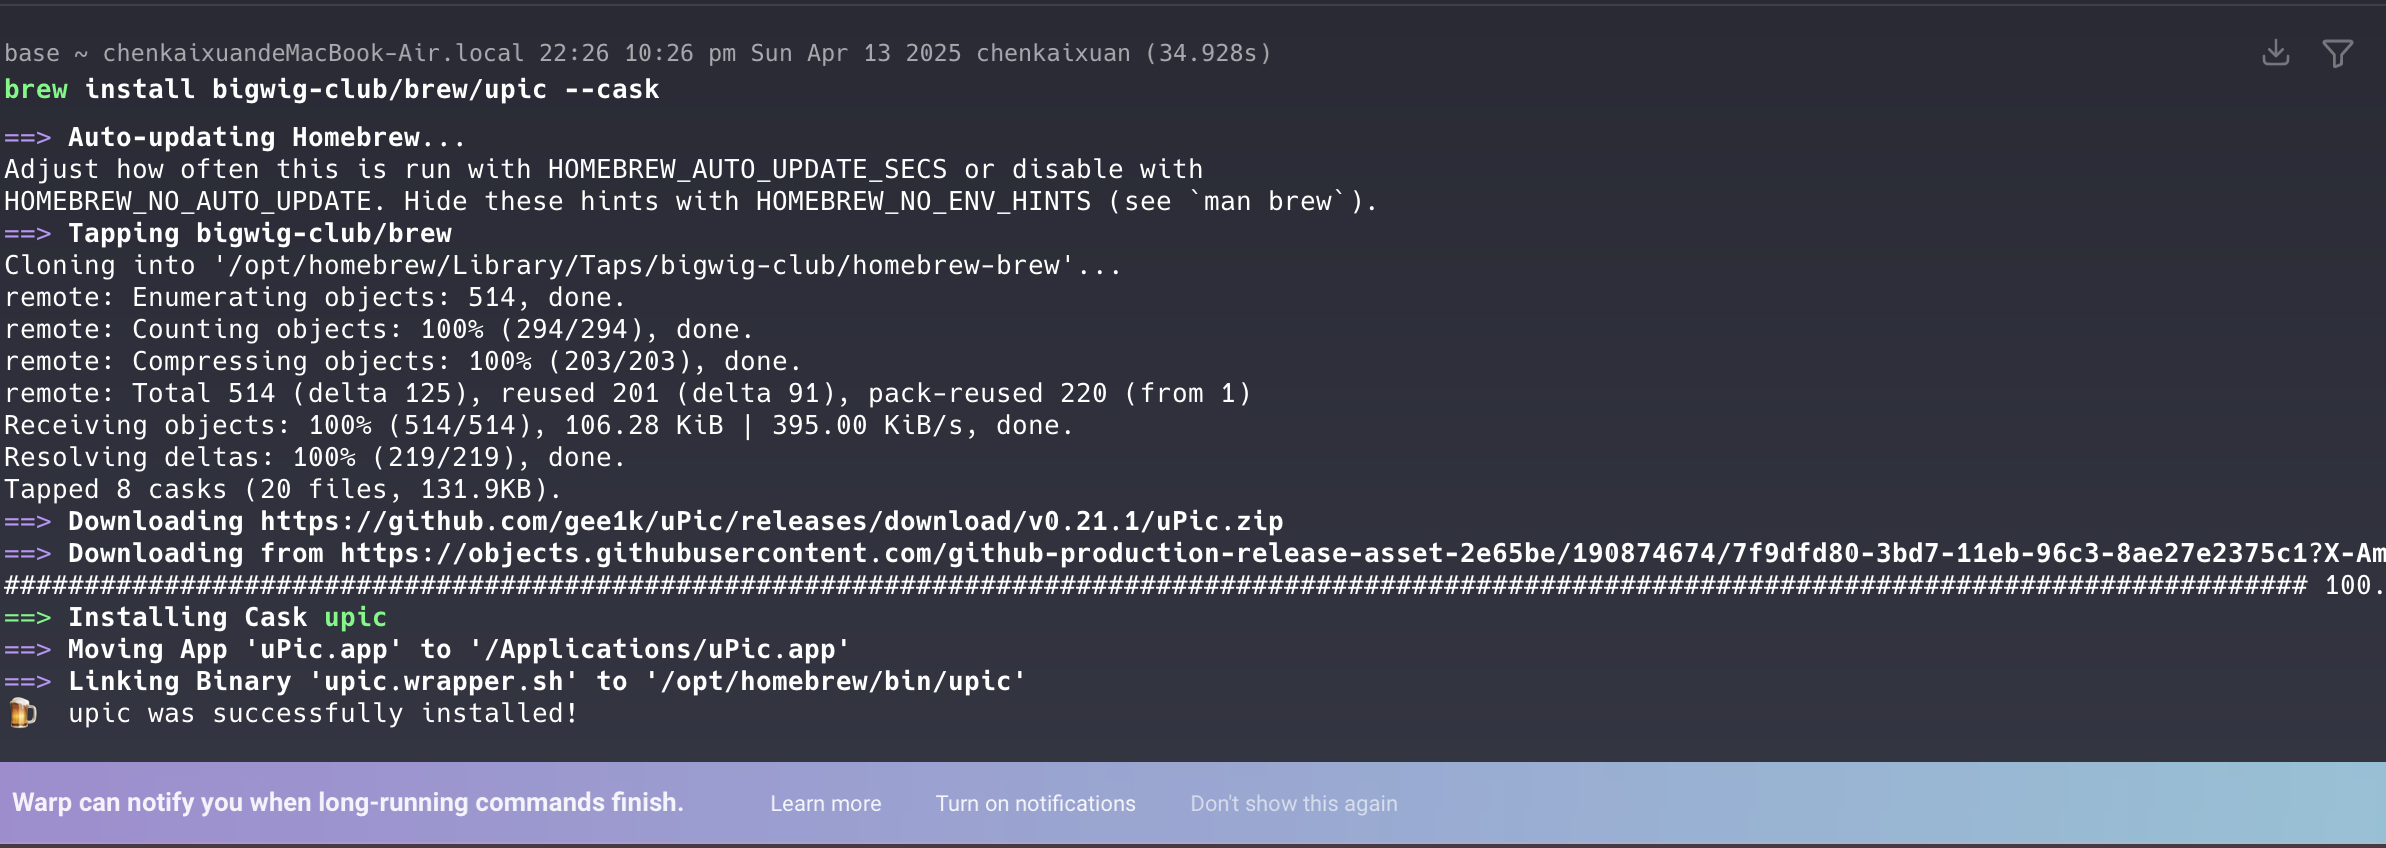 base ~ chenkaixuandeMacBook-Air.local 22:26 10:26 pm Sun Apr 13 2025 chenkaixuan (34.928s)
brew install bigwig-club/brew/upic --cask
==> Auto-updating Homebrew...
Adjust how often this is run with HOMEBREW_AUTO_UPDATE_SECS or disable with
HOMEBREW_NO_AUTO_UPDATE. Hide these hints with HOMEBREW_NO_ENV_HINTS (see `man brew`).
==> Tapping bigwig-club/brew
Cloning into '/opt/homebrew/Library/Taps/bigwig-club/homebrew-brew'...
remote: Enumerating objects: 514, done.
remote: Counting objects: 100% (294/294), done.
remote: Compressing objects: 100% (203/203), done.
remote: Total 514 (delta 125), reused 201 (delta 91), pack-reused 220 (from 1)
Receiving objects: 100% (514/514), 106.28 KiB | 395.00 KiB/s, done.
Resolving deltas: 100% (219/219), done.
Tapped 8 casks (20 files, 131.9KB).
==> Downloading https://github.com/gee1k/uPic/releases/download/v0.21.1/uPic.zip
==> Downloading from https://objects.githubusercontent.com/github-production-release-asset-2e65be/190874674/7f9dfd80-3bd7-11eb-96c3-8ae27e2375c1?X-Am
################################################################################################################################################ 100.
==> Installing Cask upic
==> Moving App 'uPic.app' to '/Applications/uPic.app'
==> Linking Binary 'upic.wrapper.sh' to '/opt/homebrew/bin/upic'
🍺  upic was successfully installed!
Warp can notify you when long-running commands finish. Learn more Turn on notifications Don't show this again